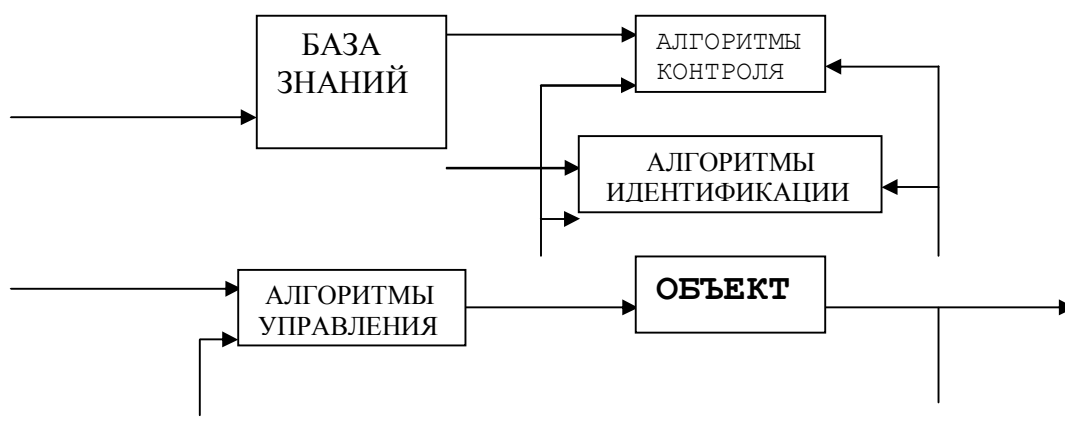 БАЗА
ЗНАНИЙ
АЛГОРИТМЫ
КОНТРОЛЯ
АЛГОРИТМЫ
ИДЕНТИФИКАЦИИ
АЛГОРИТМЫ
УПРАВЛЕНИЯ
ОБЪЕКТ